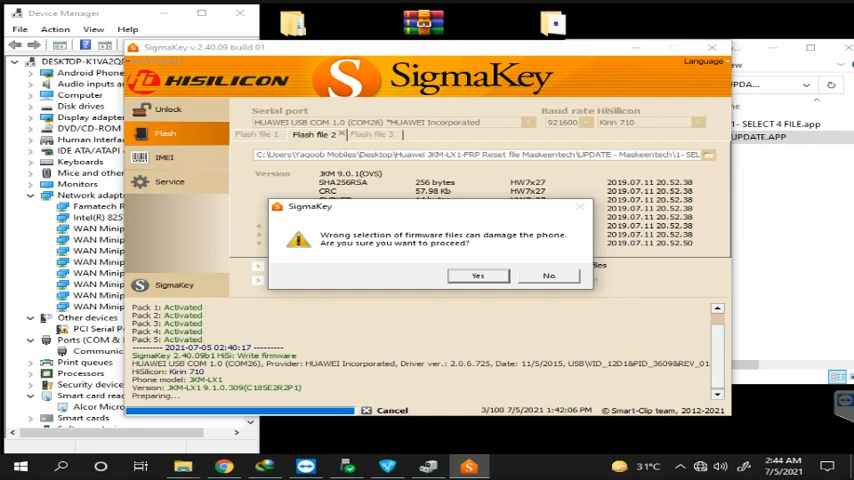 Device Manager
File Action View Help
DESKTOP-K1VA2Q
Android Phone
Audio inputs a
Computer
Disk drives
Display adapter
DVD/CD-ROM
Human Interfa
IDE ATA/ATAPI
Keyboards
Mice and othe
Monitors
Network adapt
Famatech R
Intel(R) 825
WAN Minip
WAN Minip
WAN Minip
WAN Minip
WAN Minip
WAN Minip
WAN Minip
Other devices
PCI Serial P
Ports (COM &
Communic
Print queues
Processors
Security device
Smart card rea
Alcor Micro
Smart cards
SigmaKey v.2.40.09 build 01
HISILICON
S SigmaKey
Language
Unlock
Flash
IMEI
Service
SigmaKey
Serial port
HUAWEI USB COM 1.0 (COM26) *HUAWEI Incorporated
Baud rate
921600
HiSilicon
Kirin 710
Flash file 1 Flash file 2 Flash file 3
C:\Users\Yaqoob Mobiles\Desktop\Huawei JKM-LX1-FRP Reset file Maskeentech\UPDATE - Maskeentech\1- SEL
Version JKM 9.0.1(OVS)
SHA256RSA 256 bytes HW7x27 2019.07.11 20.52.38
CRC 57.98 Kb HW7x27 2019.07.11 20.52.38
2019.07.11 20.52.38
2019.07.11 20.52.38
2019.07.11 20.52.38
2019.07.11 20.52.38
2019.07.11 20.52.50
files
SigmaKey
Wrong selection of firmware files can damage the phone.
Are you sure you want to proceed?
Yes No
Pack 1: Activated
Pack 2: Activated
Pack 3: Activated
Pack 4: Activated
Pack 5: Activated
--------- 2021-07-05 02:40:17 ---------
SigmaKey 2.40.09b1 HiSi: Write firmware
HUAWEI USB COM 1.0 (COM26), Provider: HUAWEI Incorporated, Driver ver.: 2.0.6.725, Date: 11/5/2015, USB\VID_12D1&PID_3609&REV_01
HiSilicon: Kirin 710
Phone model: JKM-LX1
Version: JKM-LX1 9.1.0.309(C185E2R2P1)
Preparing...
Cancel
3/100 7/5/2021 1:42:06 PM
© Smart-Clip team, 2012-2021
UPDA...
1- SELECT 4 FILE.app
UPDATE.APP
31°C
2:44 AM
7/5/2021